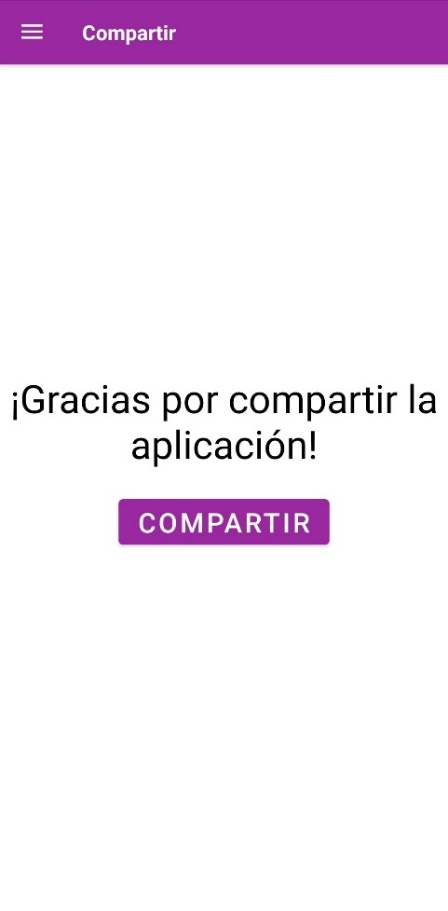 Compartir
¡Gracias por compartir la
aplicación!
COMPARTIR